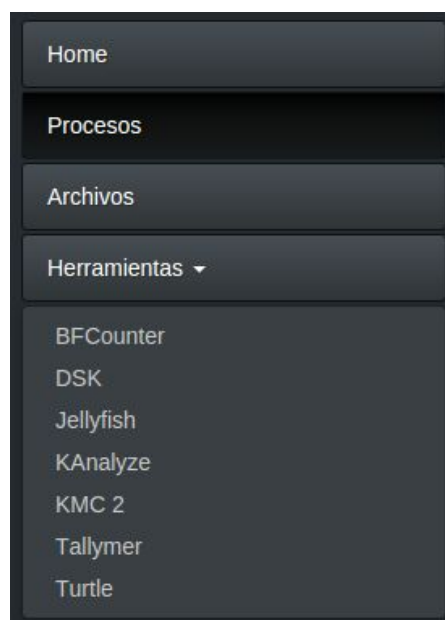 Home
Procesos
Archivos
Herramientas
BFCounter
DSK
Jellyfish
KAnalyze
KMC 2
Tallymer
Turtle